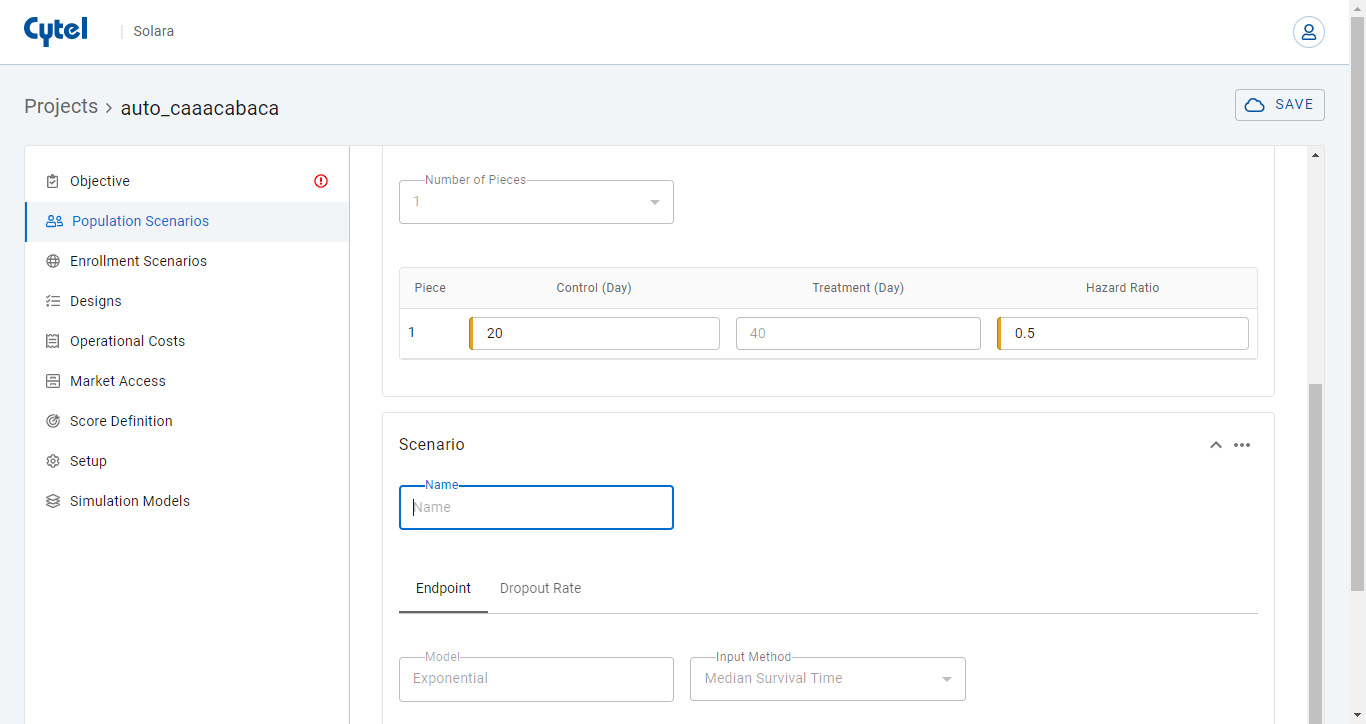 Cytel | Solara
Projects > auto_caaacabaca
SAVE
Objective
Population Scenarios
Enrollment Scenarios
Designs
Operational Costs
Market Access
Score Definition
Setup
Simulation Models
Number of Pieces
1
Piece Control (Day) Treatment (Day) Hazard Ratio
1 20 40 0.5
Scenario
Name
Name
Endpoint Dropout Rate
Model Input Method
Exponential Median Survival Time